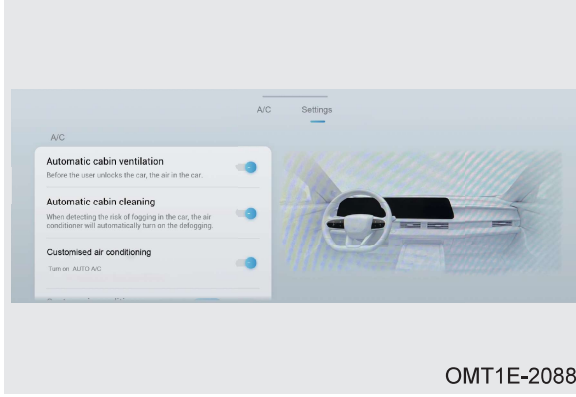 A/C Settings
A/C
Automatic cabin ventilation
Before the user unlocks the car, the air in the car.
Automatic cabin cleaning
When detecting the risk of fogging in the car, the air
conditioner will automatically turn on the defogging.
Customised air conditioning
Turn on AUTO A/C
OMT1E-2088